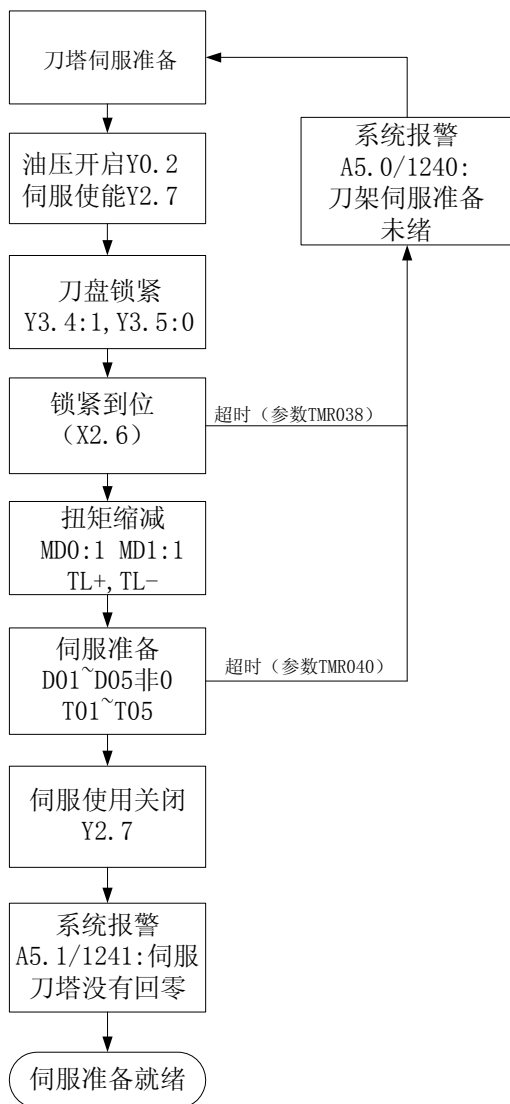 刀塔伺服准备
油压开启Y0.2
伺服使能Y2.7
刀盘锁紧
Y3.4:1,Y3.5:0
锁紧到位
（X2.6）
超时（参数TMR038）
系统报警
A5.0/1240:
刀架伺服准备
未绪
扭矩缩减
MD0:1 MD1:1
TL+,TL-
伺服准备
D01~D05非0
T01~T05
超时（参数TMR040）
伺服使用关闭
Y2.7
系统报警
A5.1/1241:伺服
刀塔没有回零
伺服准备就绪